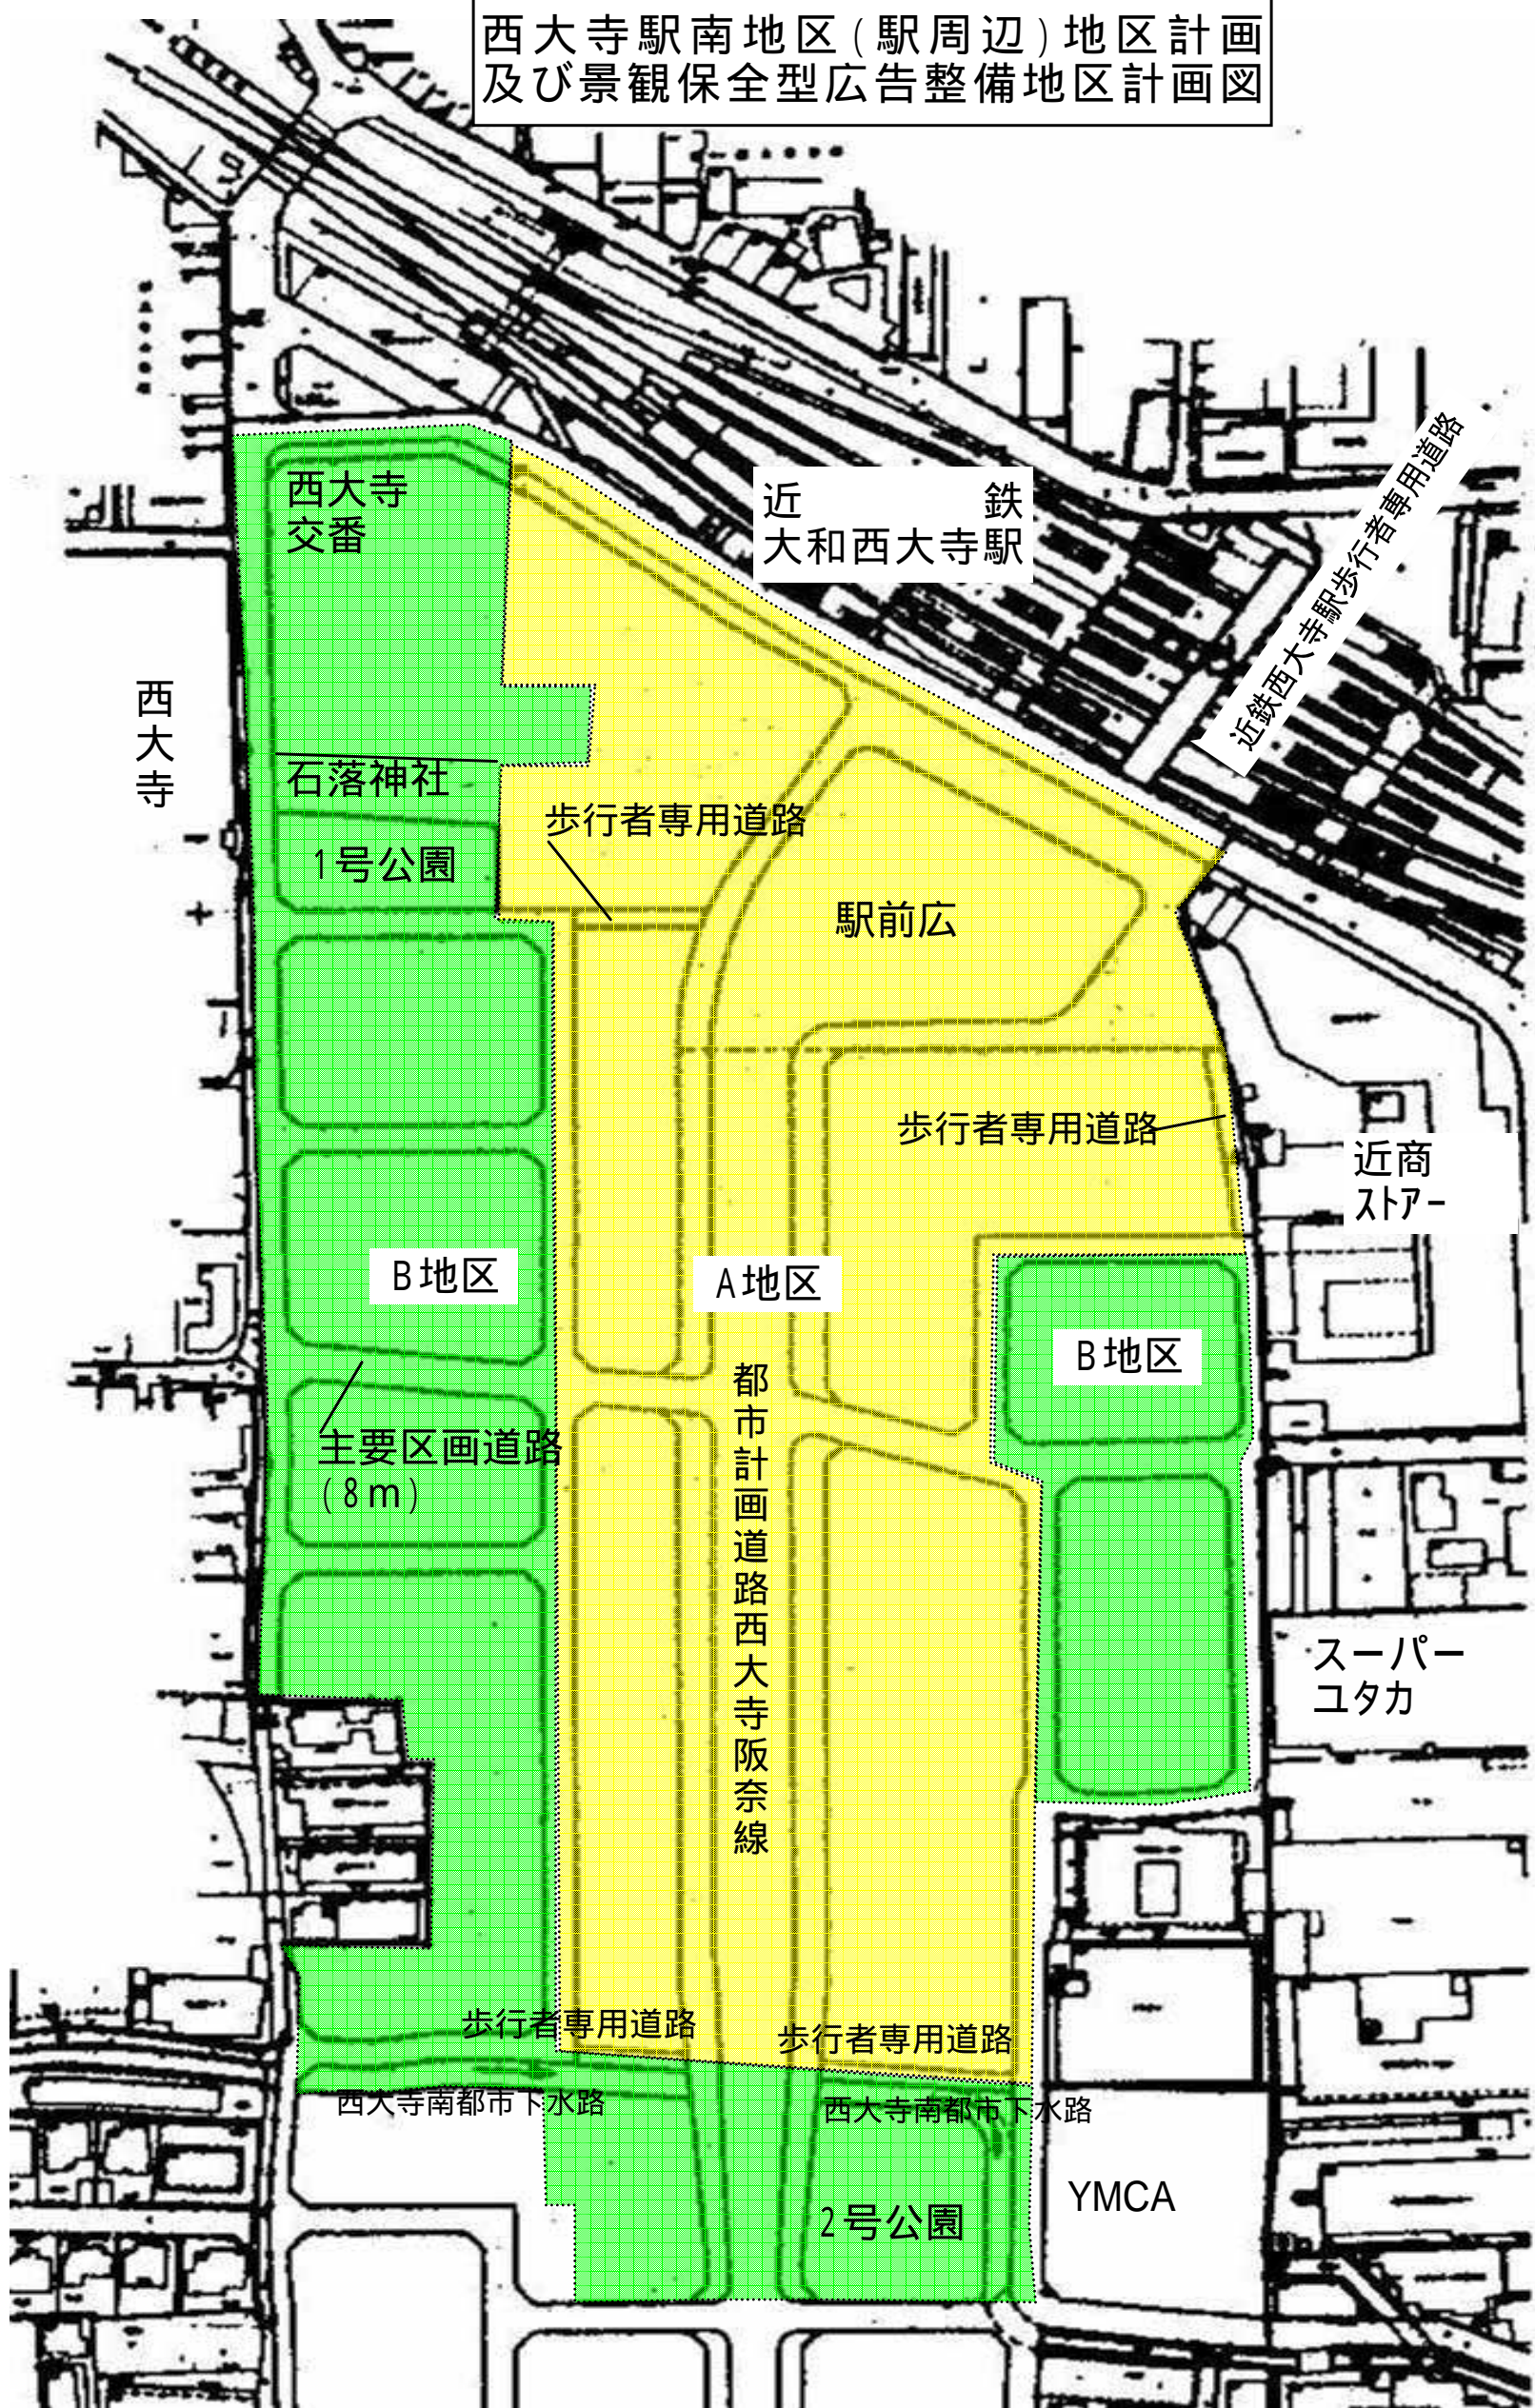 西大寺駅南地区(駅周辺)地区計画
及び景観保全型広告整備地区計画図
近鉄
大和西大寺駅
近鉄西大寺駅歩行者専用道路
西大寺
交番
西大寺
石落神社
歩行者専用道路
1号公園
駅前広
歩行者専用道路
近商
ストアー
B地区
A地区
B地区
都市計画道路西大寺阪奈線
主要区画道路
(8m)
スーパー
ユタカ
歩行者専用道路
歩行者専用道路
西大寺南都市下水路
西大寺南都市下水路
YMCA
2号公園